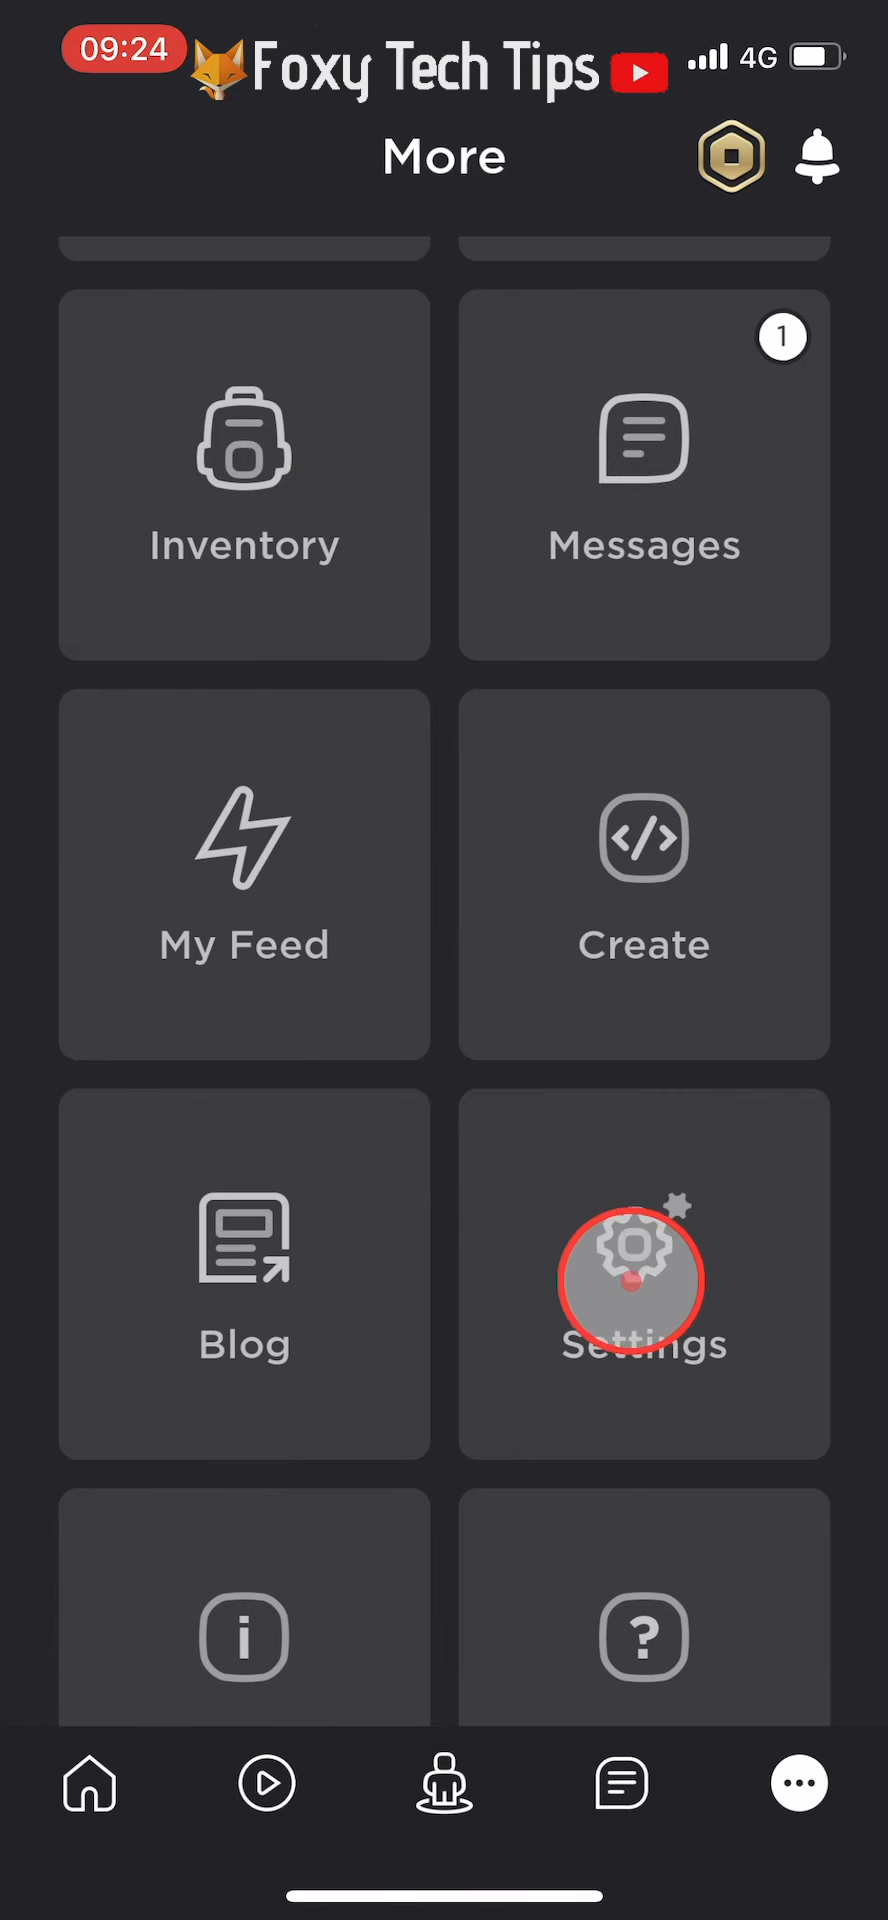 09:24
Foxy Tech Tips
4G
More
1
Inventory
Messages
My Feed
Create
Blog
Settings